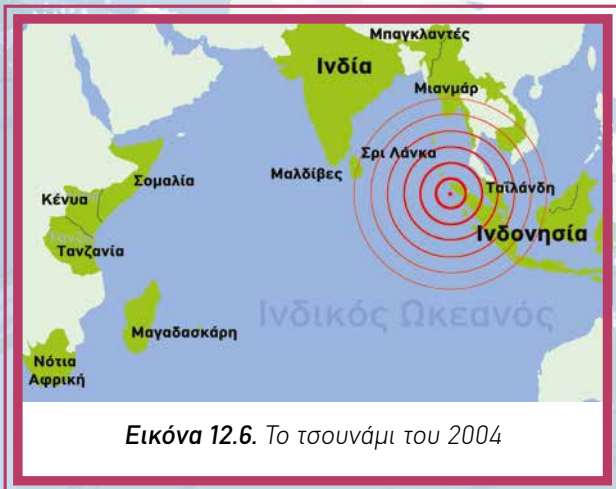 Μπαγκλαντές
Ινδία
Μιανμάρ
Σρι Λάνκα
Μαλδίβες
Ταϊλάνδη
Σομαλία
Κένυα
Τανζανία
Ινδονησία
Ινδικός Ωκεανός
Μαγαδασκάρη
Νότια
Αφρική
Εικόνα 12.6. Το τσουνάμι του 2004